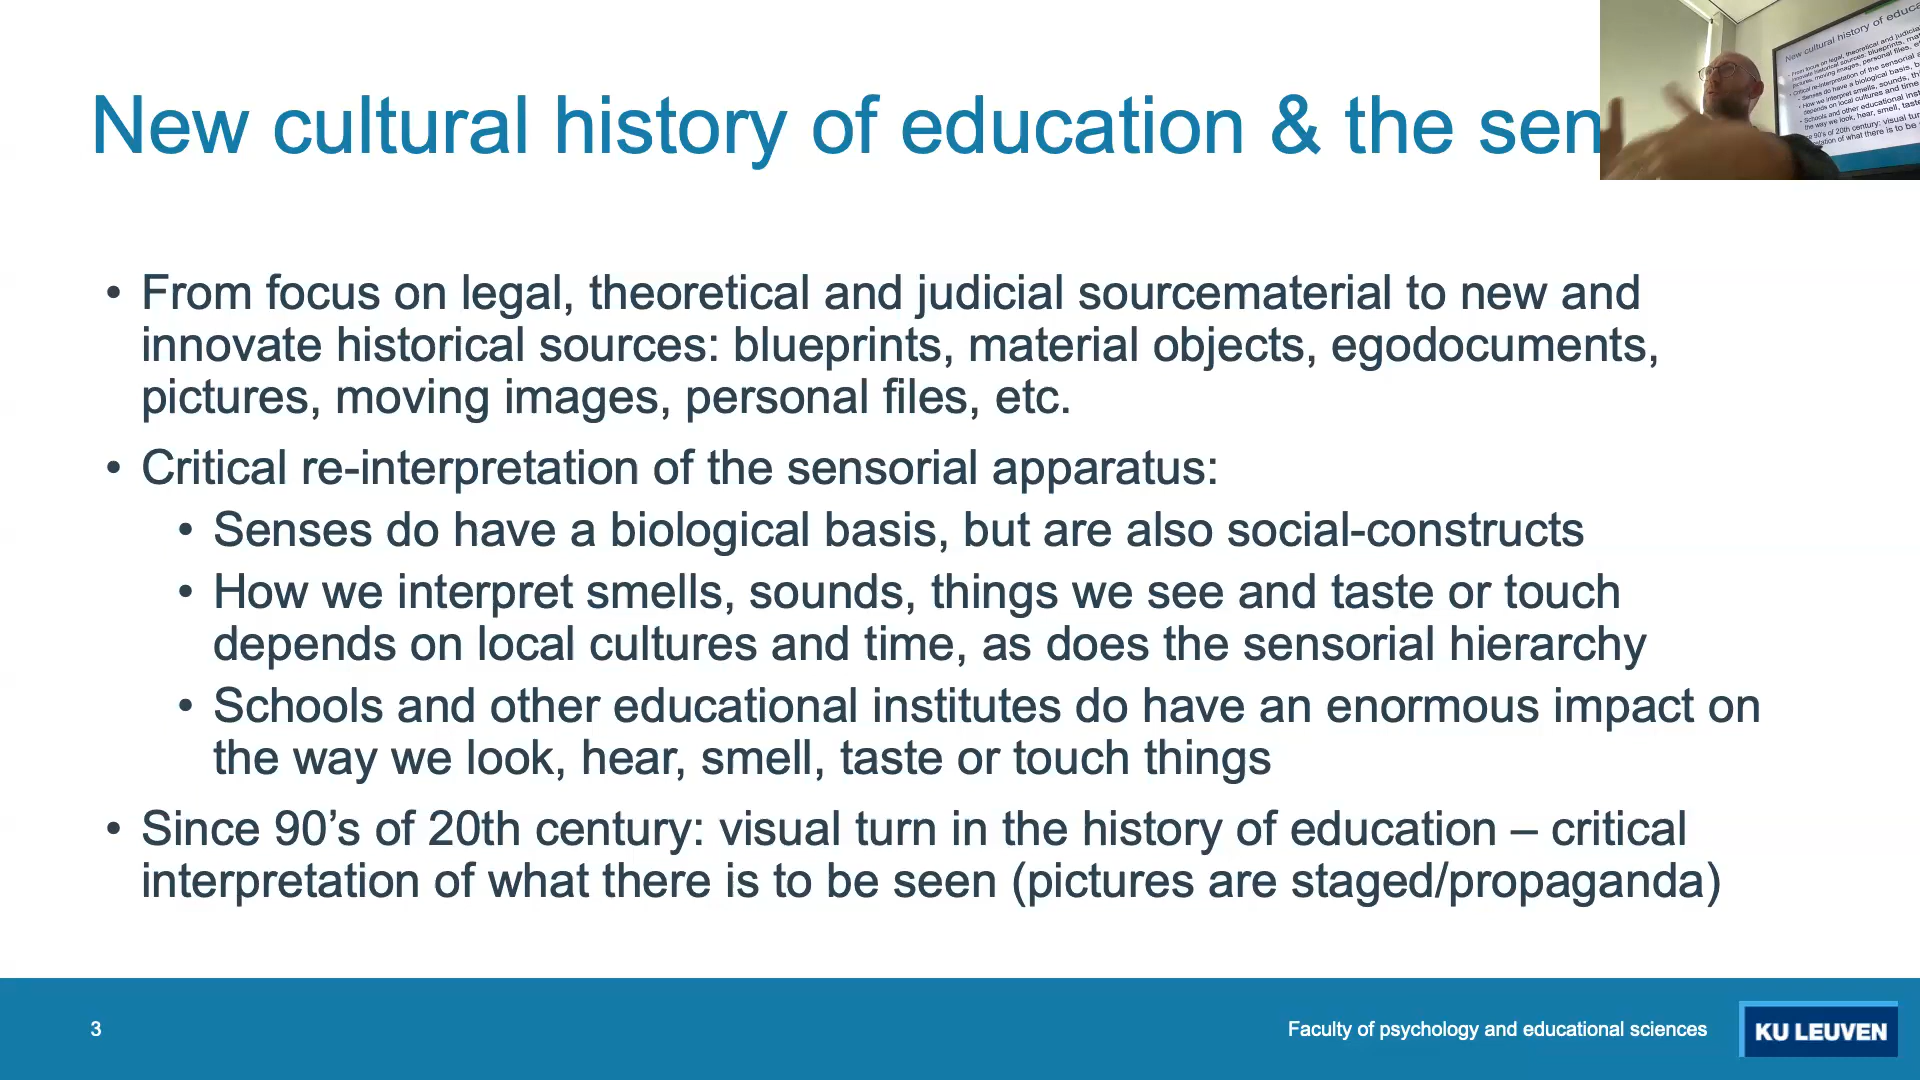 New cultural history of education & the sen
• From focus on legal, theoretical and judicial sourcematerial to new and
innovate historical sources: blueprints, material objects, egodocuments,
pictures, moving images, personal files, etc.
• Critical re-interpretation of the sensorial apparatus:
• Senses do have a biological basis, but are also social-constructs
• How we interpret smells, sounds, things we see and taste or touch
depends on local cultures and time, as does the sensorial hierarchy
• Schools and other educational institutes do have an enormous impact on
the way we look, hear, smell, taste or touch things
• Since 90’s of 20th century: visual turn in the history of education – critical
interpretation of what there is to be seen (pictures are staged/propaganda)
3
Faculty of psychology and educational sciences
KU LEUVEN